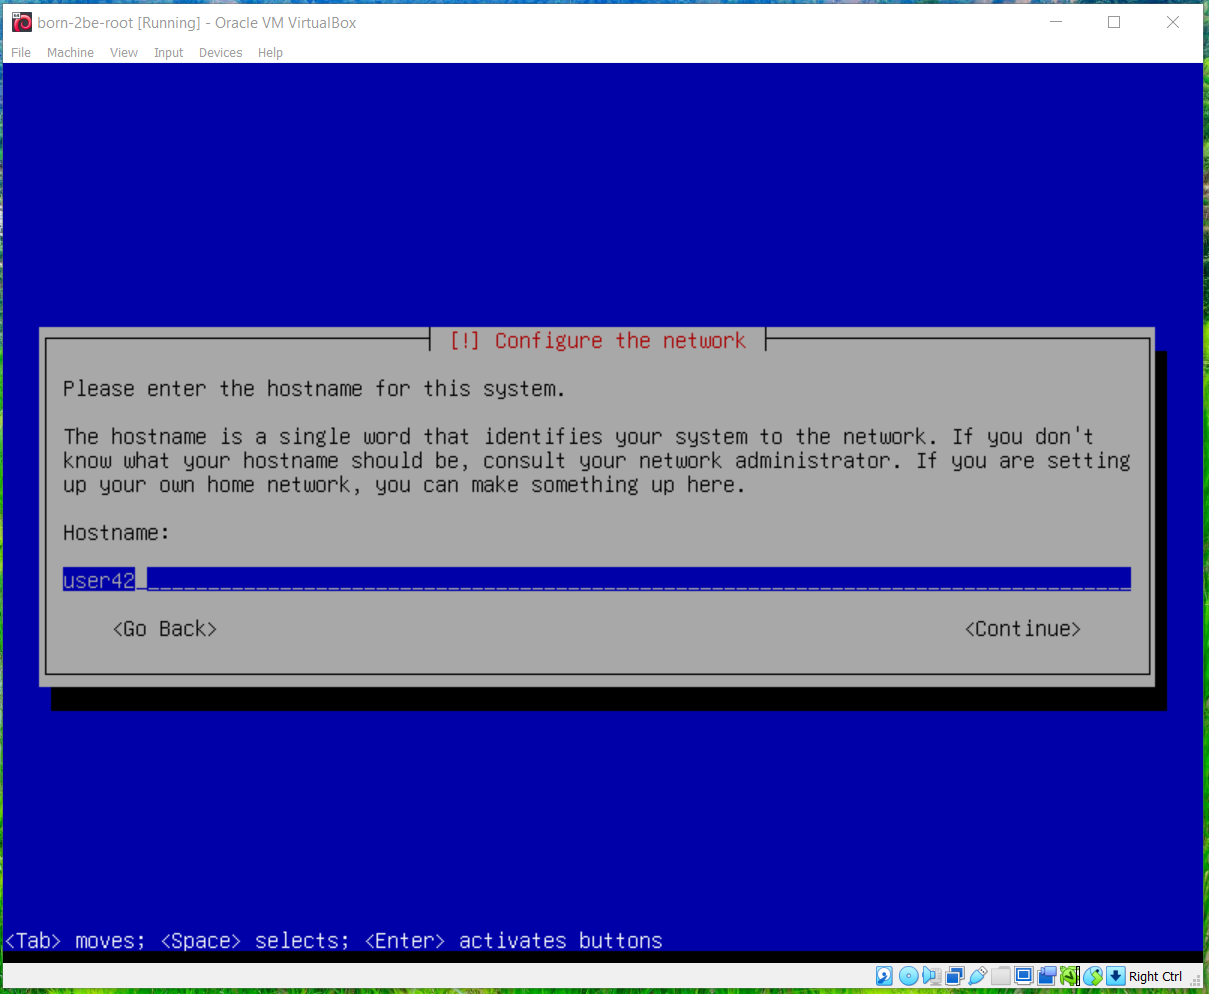 born-2be-root [Running] - Oracle VM VirtualBox
File Machine View Input Devices Help
[!] Configure the network
Please enter the hostname for this system.
The hostname is a single word that identifies your system to the network. If you don't
know what your hostname should be, consult your network administrator. If you are setting
up your own home network, you can make something up here.
Hostname:
user42
<Go Back> <Continue>
<Tab> moves; <Space> selects; <Enter> activates buttons
Right Ctrl